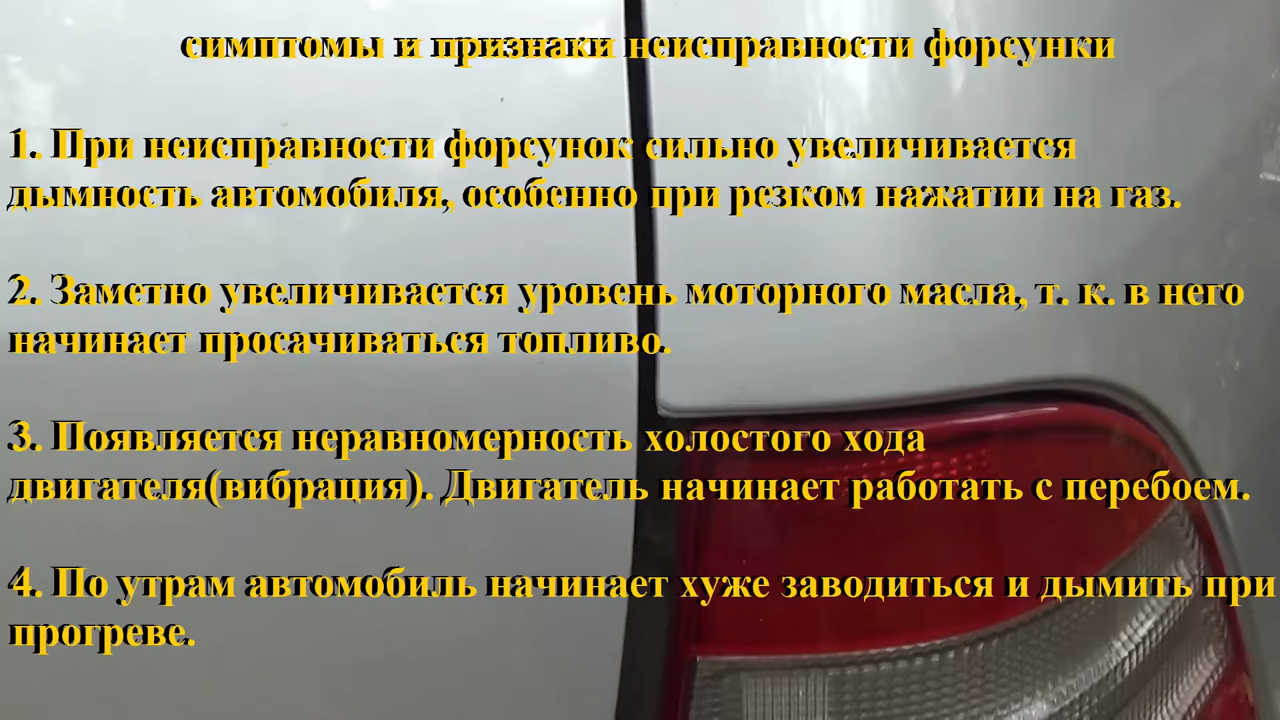 симптомы и признаки неисправности форсунки
1. При неисправности форсунок сильно увеличивается
дымность автомобиля, особенно при резком нажатии на газ.
2. Заметно увеличивается уровень моторного масла, т. к. в него
начинает просачиваться топливо.
3. Появляется неравномерность холостого хода
двигателя(вибрация). Двигатель начинает работать с перебоем.
4. По утрам автомобиль начинает хуже заводиться и дымить при
прогреве.